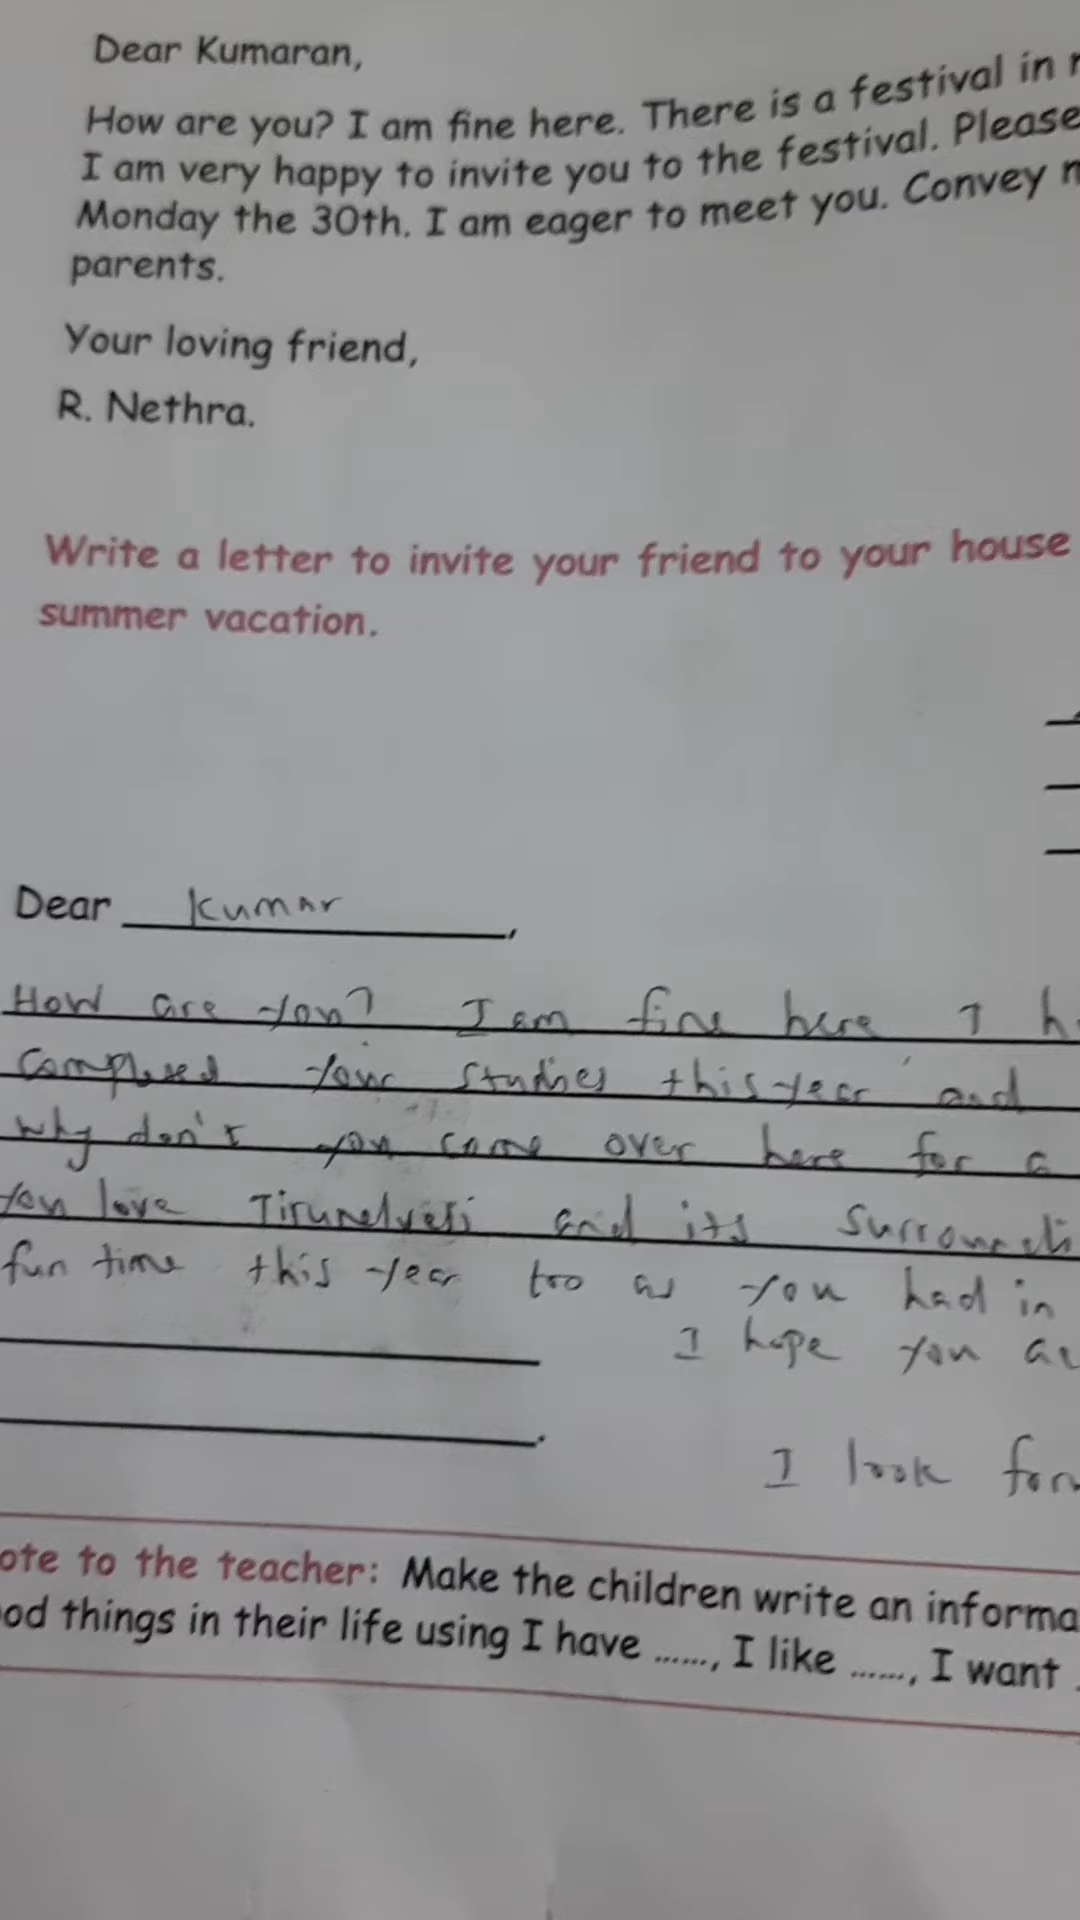 Dear Kumaran,
How are you? I am fine here. There is a festival in
I am very happy to invite you to the festival. Please
Monday the 30th. I am eager to meet you. Convey
parents.
Your loving friend,
R. Nethra.
Write a letter to invite your friend to your house
summer vacation.
Dear Kumar,
How are you? I am fine here I
your studies this year and
why don't you come over here for a
you love Tirunelveli and its
fun time this year too as you had in
I hope you
I look
ote to the teacher: Make the children write an informa
ood things in their life using I have ......, I like ......, I want